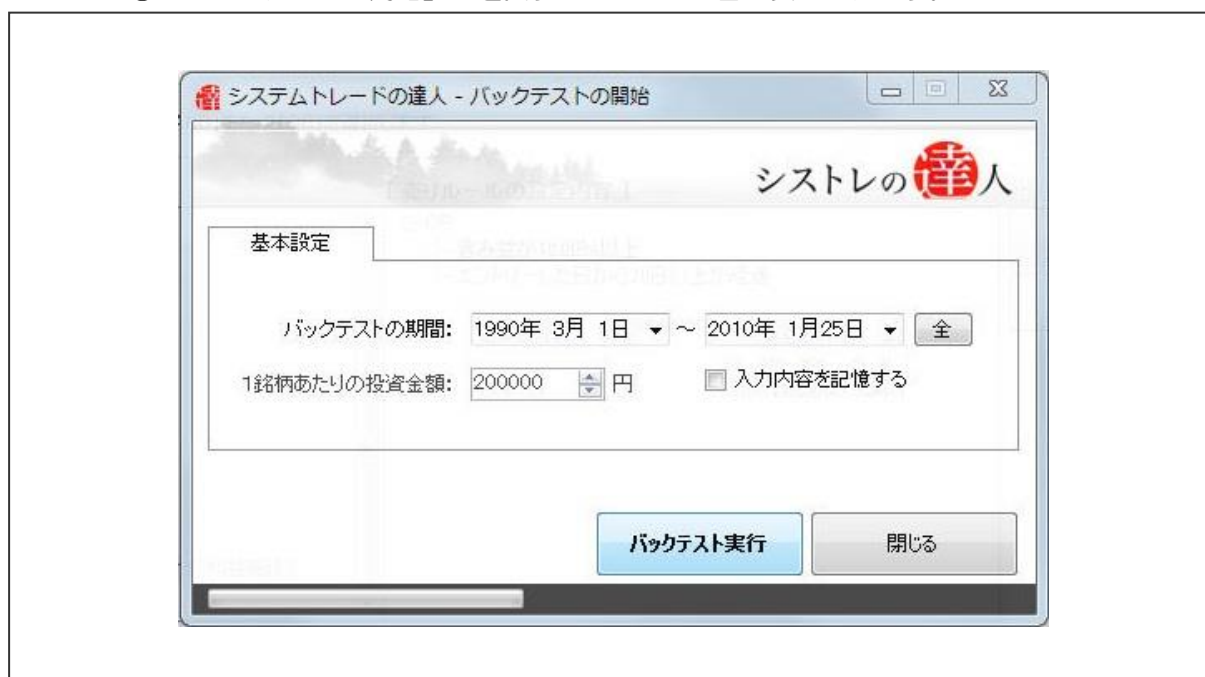 システムトレードの達人 - バックテストの開始
シストレの達人
基本設定
バックテストの期間: 1990年 3月 1日 ～ 2010年 1月25日 全
1銘柄あたりの投資金額: 200000 円 入力内容を記憶する
バックテスト実行 閉じる